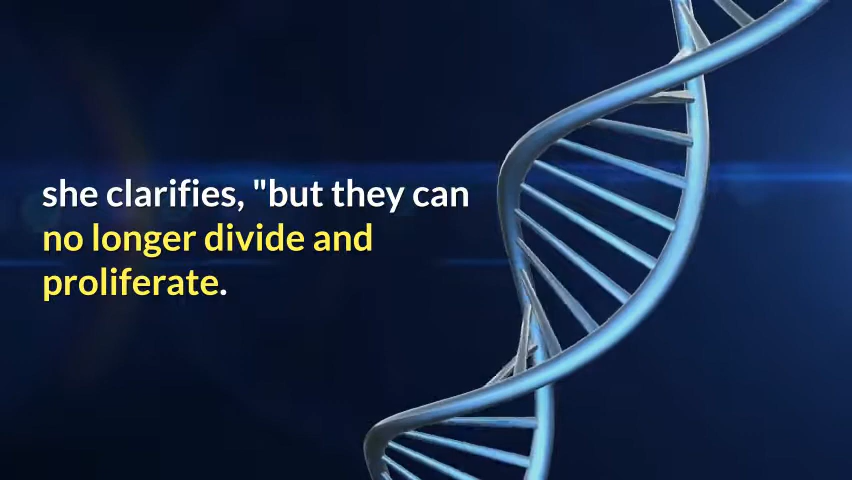 she clarifies, "but they can
no longer divide and
proliferate.